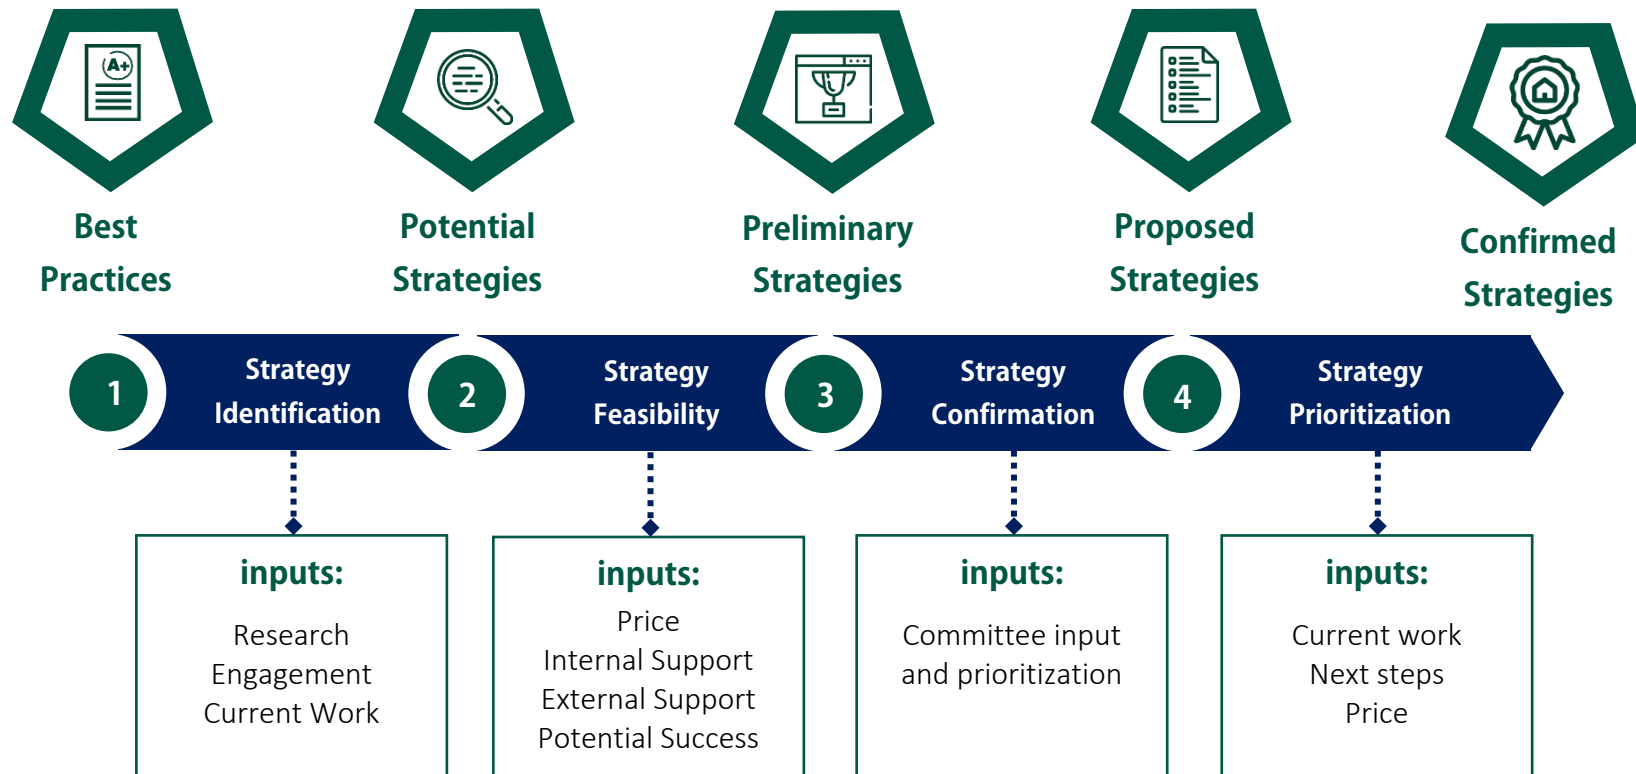 A+
Best
Practices
Potential
Strategies
Preliminary
Strategies
Proposed
Strategies
Confirmed
Strategies
1
Strategy
Identification
2
Strategy
Feasibility
3
Strategy
Confirmation
4
Strategy
Prioritization
inputs:
Research
Engagement
Current Work
inputs:
Price
Internal Support
External Support
Potential Success
inputs:
Committee input
and prioritization
inputs:
Current work
Next steps
Price